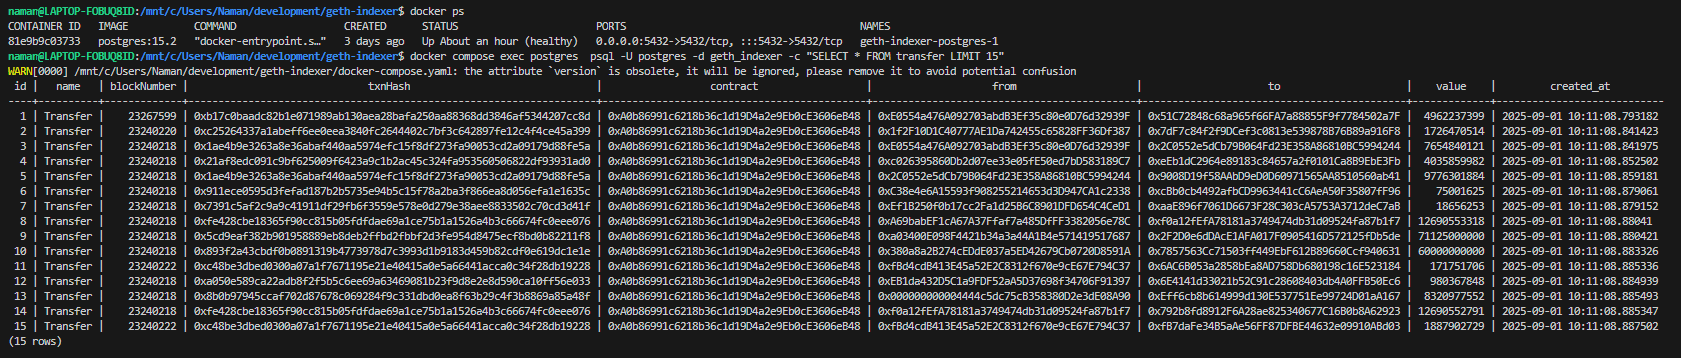 naman@LAPTOP-FOBUQ8ID:/mnt/c/Users/Naman/development/geth-indexer$ docker ps
CONTAINER ID   IMAGE           COMMAND                  CREATED      STATUS                       PORTS                                       NAMES
81e9b9c03733   postgres:15.2   "docker-entrypoint.s…"   3 days ago   Up About an hour (healthy)   0.0.0.0:5432->5432/tcp, :::5432->5432/tcp   geth-indexer-postgres-1
naman@LAPTOP-FOBUQ8ID:/mnt/c/Users/Naman/development/geth-indexer$ docker compose exec postgres  psql -U postgres -d geth_indexer -c "SELECT * FROM transfer LIMIT 15"
WARN[0000] /mnt/c/Users/Naman/development/geth-indexer/docker-compose.yaml: the attribute `version` is obsolete, it will be ignored, please remove it to avoid potential confusion
id | name | blockNumber | txnHash | contract | from | to | value | created_at
1 | Transfer | 23267599 | 0xb17c0baadc82b1e071989ab130aea28bafa250aa88368dd3846af5344207cc8d | 0xA0b86991c6218b36c1d19D4a2e9Eb0cE3606eB48 | 0xE0554a476A092703abdB3Ef35c80e0D76d32939F | 0x51C72848c68a965f66FA7a88855F9f7784502a7F | 4962237399 | 2025-09-01 10:11:08.793182
2 | Transfer | 23240220 | 0xc25264337a1abeff6ee0eea3840fc2644402c7bf3c642897fe12c4f4ce45a399 | 0xA0b86991c6218b36c1d19D4a2e9Eb0cE3606eB48 | 0x1f2F10D1C40777AE1Da742455c65828FF36Df387 | 0x7dF7c84f2f9DCef3c0813e539878B76B89a916F8 | 1726470514 | 2025-09-01 10:11:08.841423
3 | Transfer | 23240218 | 0x1ae4b9e3263a8e36abaf440aa5974efc15f8df273fa90053cd2a09179d88fe5a | 0xA0b86991c6218b36c1d19D4a2e9Eb0cE3606eB48 | 0xE0554a476A092703abdB3Ef35c80e0D76d32939F | 0x2C0552e5dCb79B064Fd23E358A86810BC5994244 | 7654840121 | 2025-09-01 10:11:08.841975
4 | Transfer | 23240218 | 0x21af8edc091c9bf625009f6423a9c1b2ac45c324fa953560506822df93931ad0 | 0xA0b86991c6218b36c1d19D4a2e9Eb0cE3606eB48 | 0xc026395860Db2d07ee33e05fE50ed7bD583189C7 | 0xeEb1dC2964e89183c84657a2f0101Ca8B9EbE3Fb | 4035859982 | 2025-09-01 10:11:08.852502
5 | Transfer | 23240218 | 0x1ae4b9e3263a8e36abaf440aa5974efc15f8df273fa90053cd2a09179d88fe5a | 0xA0b86991c6218b36c1d19D4a2e9Eb0cE3606eB48 | 0x2C0552e5dCb79B064Fd23E358A86810BC5994244 | 0x9008D19f58AAbD9eD0D60971565AA8510560ab41 | 9776301884 | 2025-09-01 10:11:08.859181
6 | Transfer | 23240218 | 0x911ece0595d3fefad187b2b5735e94b5c15f78a2ba3f866ea8d056efa1e1635c | 0xA0b86991c6218b36c1d19D4a2e9Eb0cE3606eB48 | 0xC38e4e6A15593f908255214653d3D947CA1c2338 | 0xcBb0cb4492afbCD9963441cC6AeA50F35807fF96 | 75001625 | 2025-09-01 10:11:08.879061
7 | Transfer | 23240218 | 0x7391c5af2c9a9c41911df29fb6f3559e578e0d279e38aee8833502c70cd3d41f | 0xA0b86991c6218b36c1d19D4a2e9Eb0cE3606eB48 | 0xEf1B250f0b17cc2Fa1d25B6C8901DFD654C4CeD1 | 0xaaE896f7061D6673F28C303cA5753A3712deC7aB | 18656253 | 2025-09-01 10:11:08.879152
8 | Transfer | 23240218 | 0xfe428cbe18365f90cc815b05fdfdae69a1ce75b1a1526a4b3c66674fc0eee076 | 0xA0b86991c6218b36c1d19D4a2e9Eb0cE3606eB48 | 0xA69babEF1cA67A37Ffaf7a485DfFF3382056e78C | 0xf0a12fEfA78181a3749474db31d09524fa87b1f7 | 12690553318 | 2025-09-01 10:11:08.88041
9 | Transfer | 23240218 | 0x5cd9eaf382b901958889eb8deb2ffbd2fbbf2d3fe954d8475ecf8bd0b82211f8 | 0xA0b86991c6218b36c1d19D4a2e9Eb0cE3606eB48 | 0xa03400E098F4421b34a3a44A1B4e571419517687 | 0x2F2D0e6dDAcE1AFA017F0905416D572125fDb5de | 71125000000 | 2025-09-01 10:11:08.880421
10 | Transfer | 23240218 | 0x893f2a43cbdf0b0891319b4773978d7c3993d1b9183d459b82cdf0e619dc1e1e | 0xA0b86991c6218b36c1d19D4a2e9Eb0cE3606eB48 | 0x380a8a2B274cEDdE037a5ED42679Cb0720D8591A | 0x7857563Cc71503ff449Ebf612B89660Ccf940631 | 60000000000 | 2025-09-01 10:11:08.883326
11 | Transfer | 23240222 | 0xc48be3dbed0300a07a1f7671195e21e40415a0e5a66441acca0c34f28db19228 | 0xA0b86991c6218b36c1d19D4a2e9Eb0cE3606eB48 | 0xfBd4cdB413E45a52E2C8312f670e9cE67E794C37 | 0x6AC6B053a2858bEa8AD758Db680198c16E523184 | 171751706 | 2025-09-01 10:11:08.885336
12 | Transfer | 23240218 | 0xa050e589ca22adb8f2f5b5c6ee69a63469081b23f9d8e2e8d590ca10ff56e033 | 0xA0b86991c6218b36c1d19D4a2e9Eb0cE3606eB48 | 0xEB1da432D5C1a9FDF52aA5D37698f34706F91397 | 0x6E4141d33021b52C91c28608403db4A0FFB50Ec6 | 980367848 | 2025-09-01 10:11:08.884939
13 | Transfer | 23240218 | 0x8b0b97945ccaf702d87678c069284f9c331dbd0ea8f63b29c4f3b8869a85a48f | 0xA0b86991c6218b36c1d19D4a2e9Eb0cE3606eB48 | 0x000000000004444c5dc75cB358380D2e3dE08A90 | 0xEff6cb8b614999d130E537751Ee99724D01aA167 | 8320977552 | 2025-09-01 10:11:08.885493
14 | Transfer | 23240218 | 0xfe428cbe18365f90cc815b05fdfdae69a1ce75b1a1526a4b3c66674fc0eee076 | 0xA0b86991c6218b36c1d19D4a2e9Eb0cE3606eB48 | 0xf0a12fEfA78181a3749474db31d09524fa87b1f7 | 0x792b8fd8912F6A28ae825340677C16B0b8A62923 | 12690552791 | 2025-09-01 10:11:08.885347
15 | Transfer | 23240222 | 0xc48be3dbed0300a07a1f7671195e21e40415a0e5a66441acca0c34f28db19228 | 0xA0b86991c6218b36c1d19D4a2e9Eb0cE3606eB48 | 0xfBd4cdB413E45a52E2C8312f670e9cE67E794C37 | 0xfB7daFe34B5aAe56FF87DFBE44632e09910ABd03 | 1887902729 | 2025-09-01 10:11:08.887502
(15 rows)